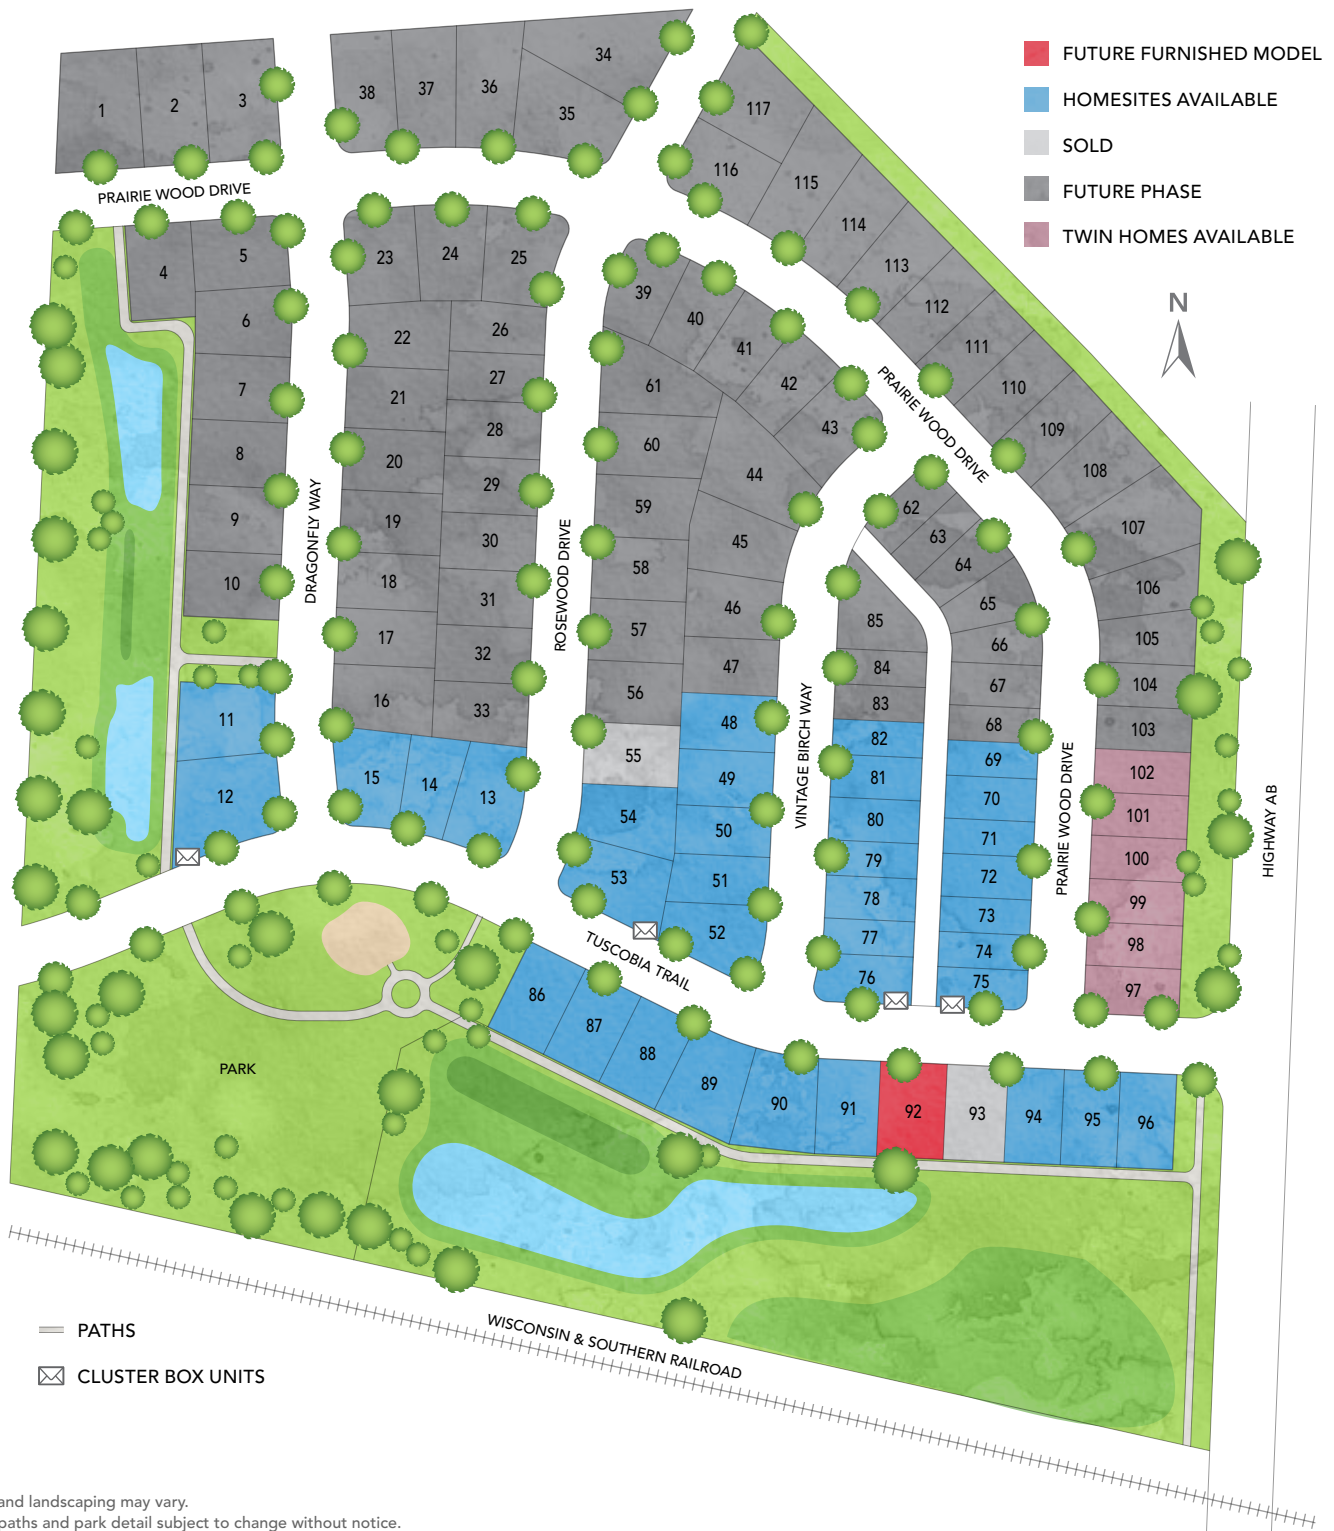 FUTURE FURNISHED MODEL
HOMESITES AVAILABLE
SOLD
FUTURE PHASE
TWIN HOMES AVAILABLE
N
1 2 3
38 37 36 34
35
117
116 115
114
113
112
111
110
109
108
107
106
105
104
103
102
101
100
99
98
97
PRAIRIE WOOD DRIVE
4 5
6
7
8
9
10
11
12
DRAGONFLY WAY
23 24 25
22 26
21 27
28
20 29
19 30
18 31
17 32
16 33
15 14 13
ROSEWOOD DRIVE
39
40
41
42
43
61
60 44
59 45
58 46
57 47
56 48
55 49
54 50
53 51
52
VINTAGE BIRCH WAY
PRAIRIE WOOD DRIVE
62
63
64
65
66
67
68
85
84
83
82 69
81 70
80 71
79 72
78 73
77 74
76 75
PRAIRIE WOOD DRIVE
HIGHWAY AB
TUSCOBIA TRAIL
86
87
88
89
90 91 92 93 94 95 96
PARK
WISCONSIN & SOUTHERN RAILROAD
PATHS
CLUSTER BOX UNITS
and landscaping may vary.
paths and park detail subject to change without notice.